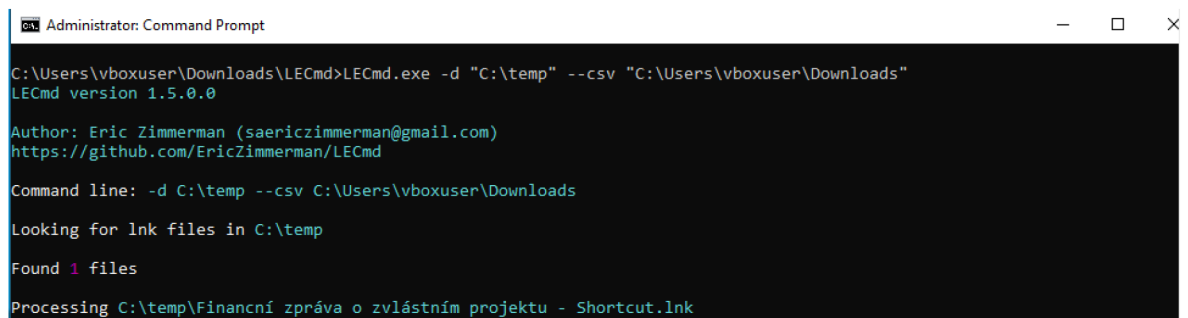 Administrator: Command Prompt
C:\Users\vboxuser\Downloads\LECmd>LECmd.exe -d "C:\temp" --csv "C:\Users\vboxuser\Downloads"
LECmd version 1.5.0.0
Author: Eric Zimmerman (saericzimmerman@gmail.com)
https://github.com/EricZimmerman/LECmd
Command line: -d C:\temp --csv C:\Users\vboxuser\Downloads
Looking for lnk files in C:\temp
Found 1 files
Processing C:\temp\Financní zpráva o zvlástním projektu - Shortcut.lnk